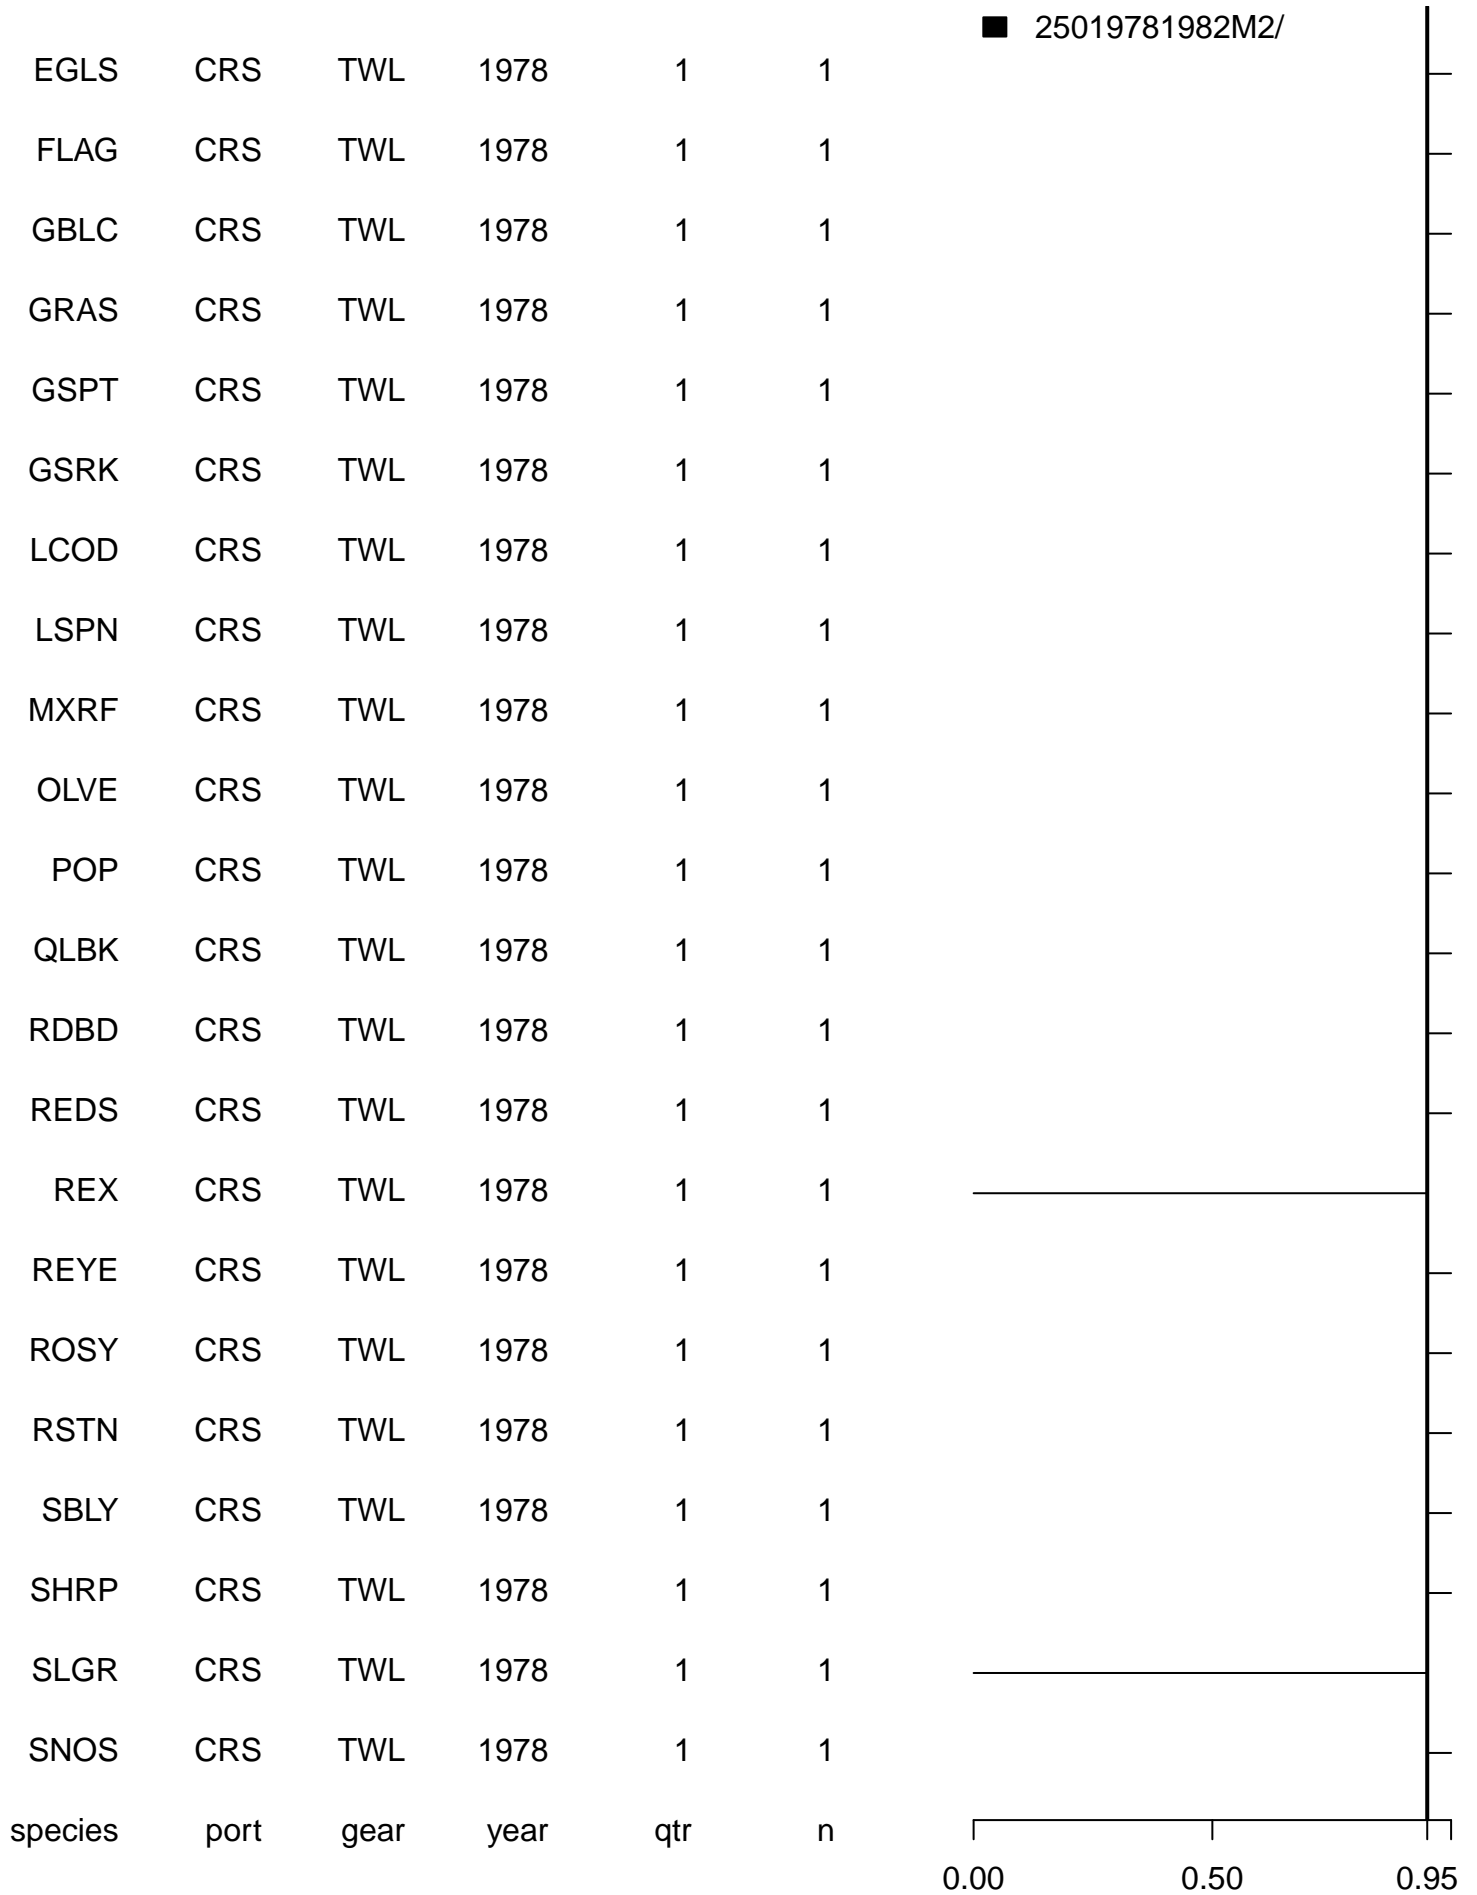 25019781982M2/
EGLS CRS TWL 1978 1 1
FLAG CRS TWL 1978 1 1
GBLC CRS TWL 1978 1 1
GRAS CRS TWL 1978 1 1
GSPT CRS TWL 1978 1 1
GSRK CRS TWL 1978 1 1
LCOD CRS TWL 1978 1 1
LSPN CRS TWL 1978 1 1
MXRF CRS TWL 1978 1 1
OLVE CRS TWL 1978 1 1
POP CRS TWL 1978 1 1
QLBK CRS TWL 1978 1 1
RDBD CRS TWL 1978 1 1
REDS CRS TWL 1978 1 1
REX CRS TWL 1978 1 1
REYE CRS TWL 1978 1 1
ROSY CRS TWL 1978 1 1
RSTN CRS TWL 1978 1 1
SBLY CRS TWL 1978 1 1
SHRP CRS TWL 1978 1 1
SLGR CRS TWL 1978 1 1
SNOS CRS TWL 1978 1 1
species port gear year qtr n
0.00 0.50 0.95